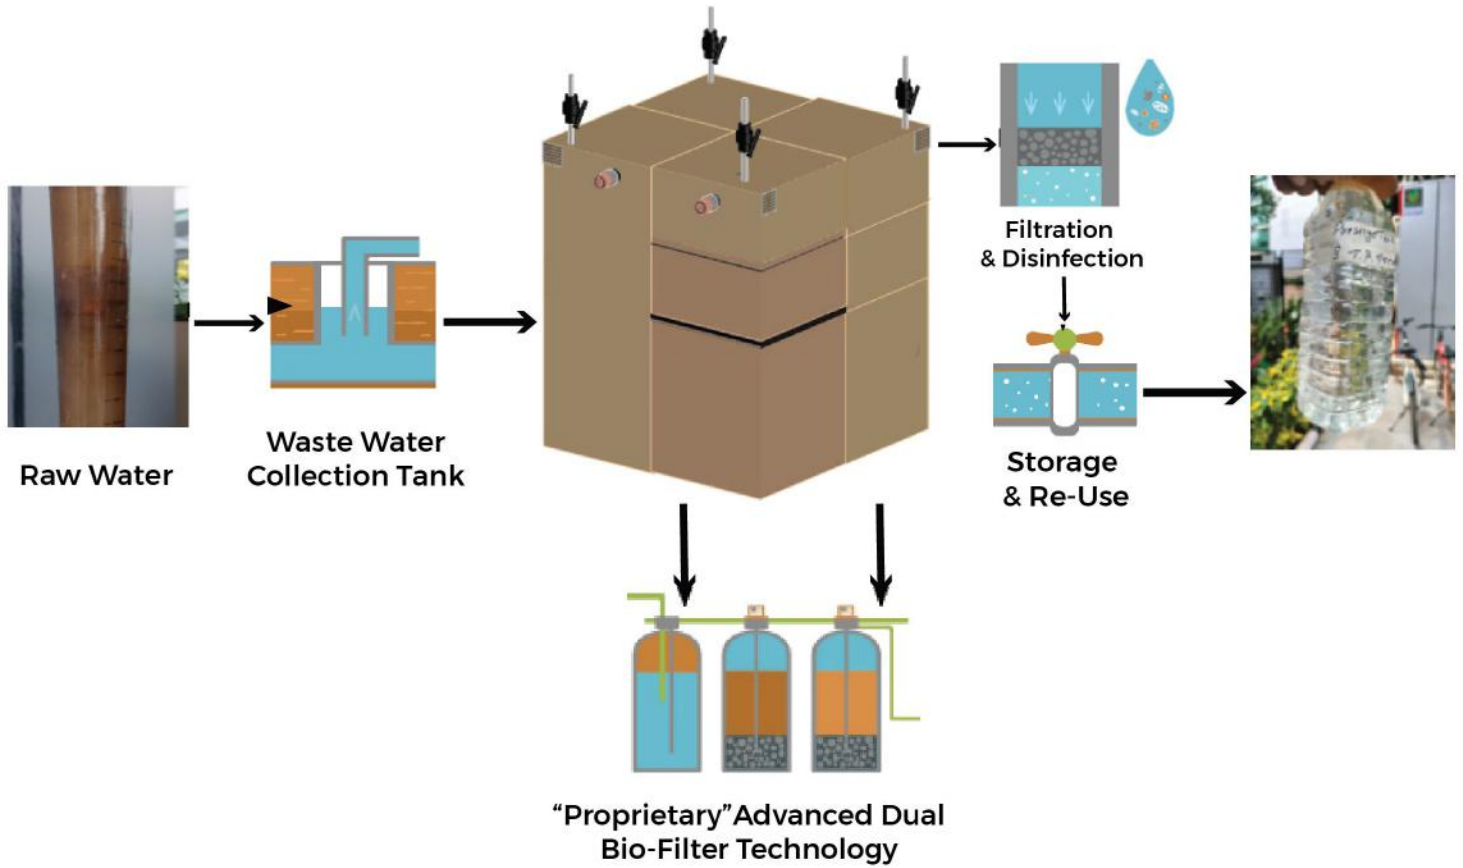 Raw Water
Waste Water
Collection Tank
Filtration
& Disinfection
Storage
& Re-Use
“Proprietary”Advanced Dual
Bio-Filter Technology